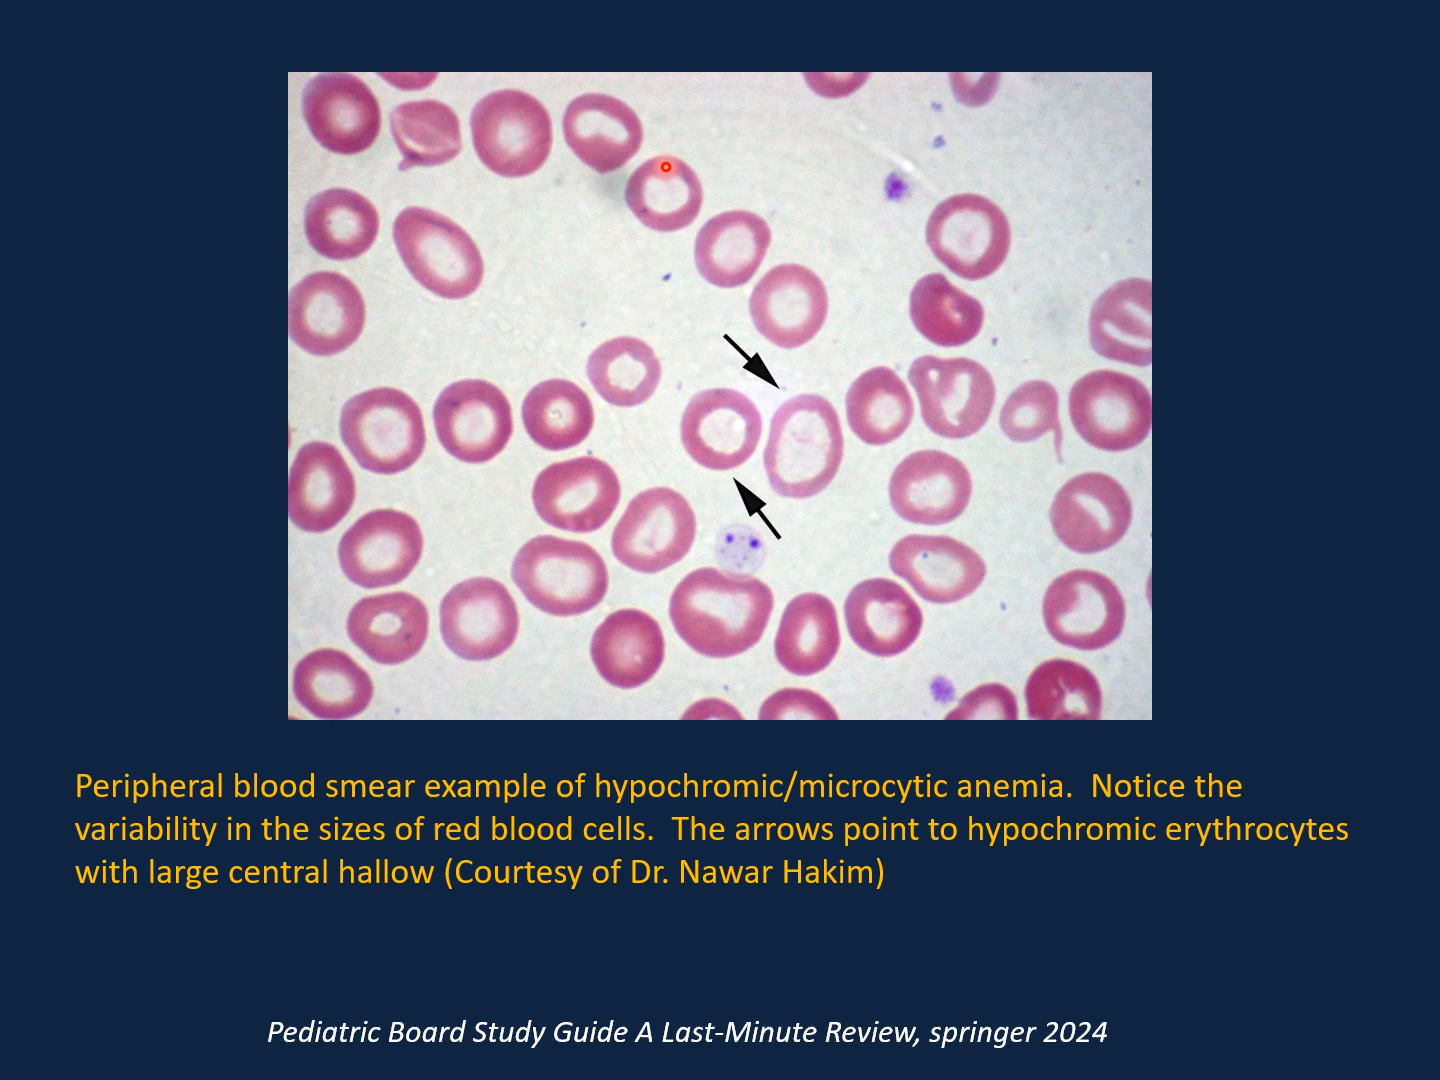 Peripheral blood smear example of hypochromic/microcytic anemia.  Notice the
variability in the sizes of red blood cells.  The arrows point to hypochromic erythrocytes
with large central hallow (Courtesy of Dr. Nawar Hakim)
Pediatric Board Study Guide A Last-Minute Review, springer 2024